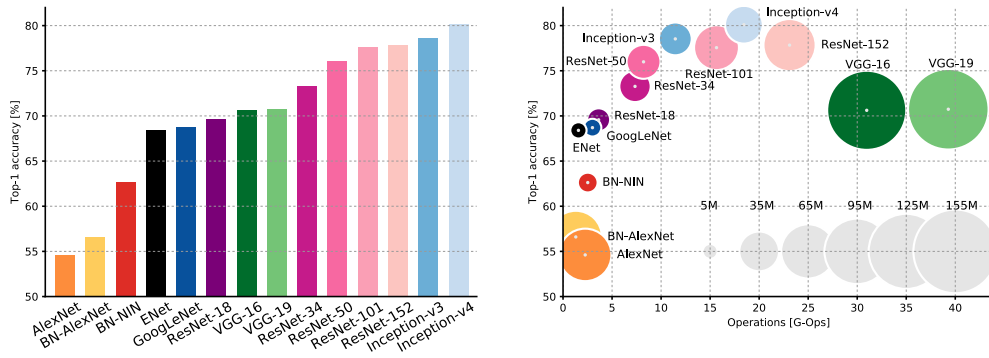 80
75
70
65
60
55
50
Top-1 accuracy [%]
AlexNet
BN-AlexNet
BN-NIN
ENet
GoogLeNet
ResNet-18
VGG-16
VGG-19
ResNet-34
ResNet-50
ResNet-101
ResNet-152
Inception-v3
Inception-v4
80
75
70
65
60
55
50
Top-1 accuracy [%]
Inception-v4
Inception-v3
ResNet-152
ResNet-50
VGG-16
VGG-19
ResNet-101
ResNet-34
ResNet-18
GoogLeNet
ENet
BN-NIN
5M
35M
65M
95M
125M
155M
BN-AlexNet
AlexNet
0
5
10
15
20
25
30
35
40
Operations [G-Ops]